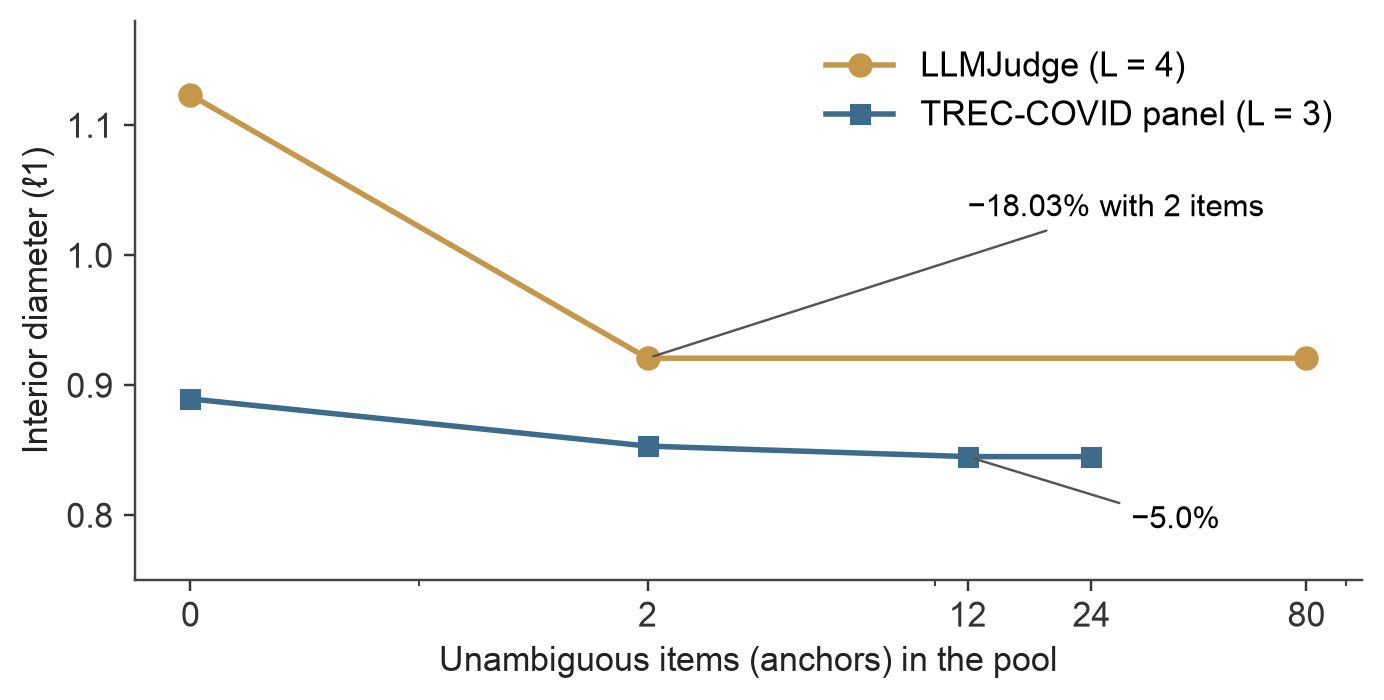 LLMJudge (L = 4)
TREC-COVID panel (L = 3)
−18.03% with 2 items
−5.0%
Interior diameter (ℓ1)
1.1
1.0
0.9
0.8
0 2 12 24 80
Unambiguous items (anchors) in the pool